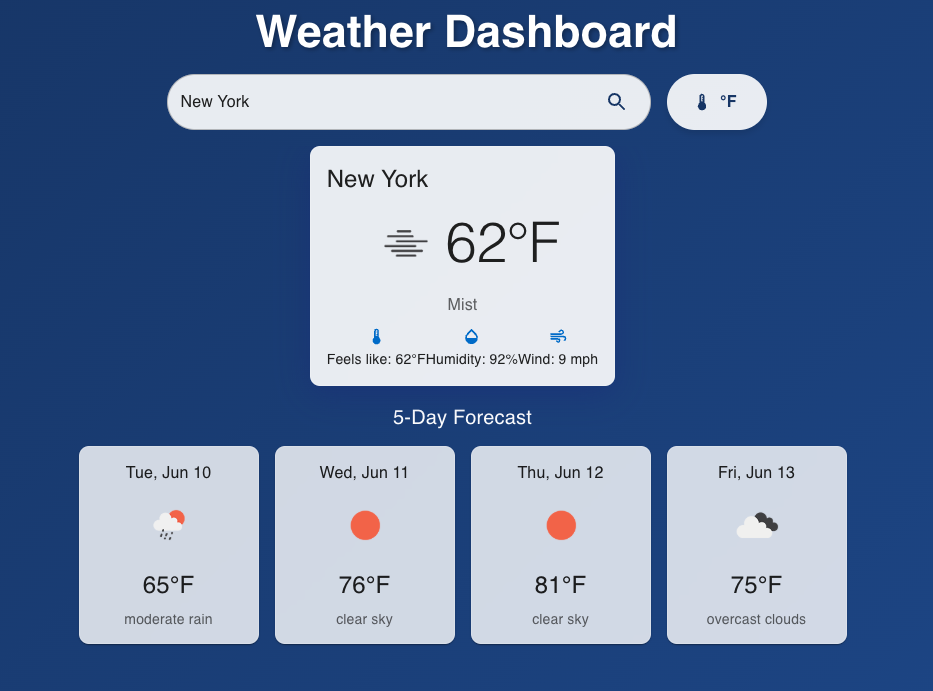 Weather Dashboard
New York
°F
New York
62°F
Mist
Feels like: 62°FHumidity: 92%Wind: 9 mph
5-Day Forecast
Tue, Jun 10 Wed, Jun 11 Thu, Jun 12 Fri, Jun 13
65°F 76°F 81°F 75°F
moderate rain clear sky clear sky overcast clouds